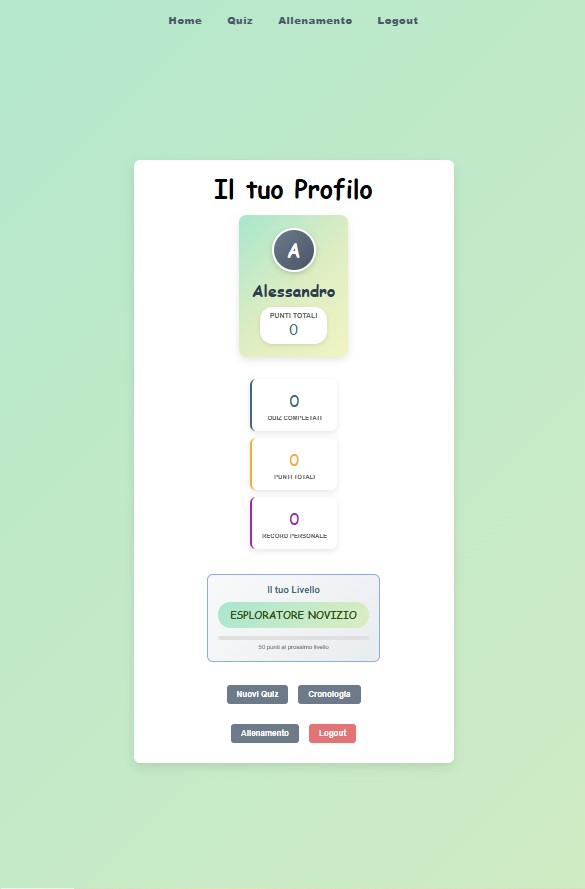 Home Quiz Allenamento Logout
Il tuo Profilo
A
Alessandro
PUNTI TOTALI
0
0
QUIZ COMPLETATI
0
PUNTI TOTALI
0
RECORD PERSONALE
Il tuo Livello
ESPLORATORE NOVIZIO
50 punti al prossimo livello
Nuovi Quiz Cronologia
Allenamento Logout